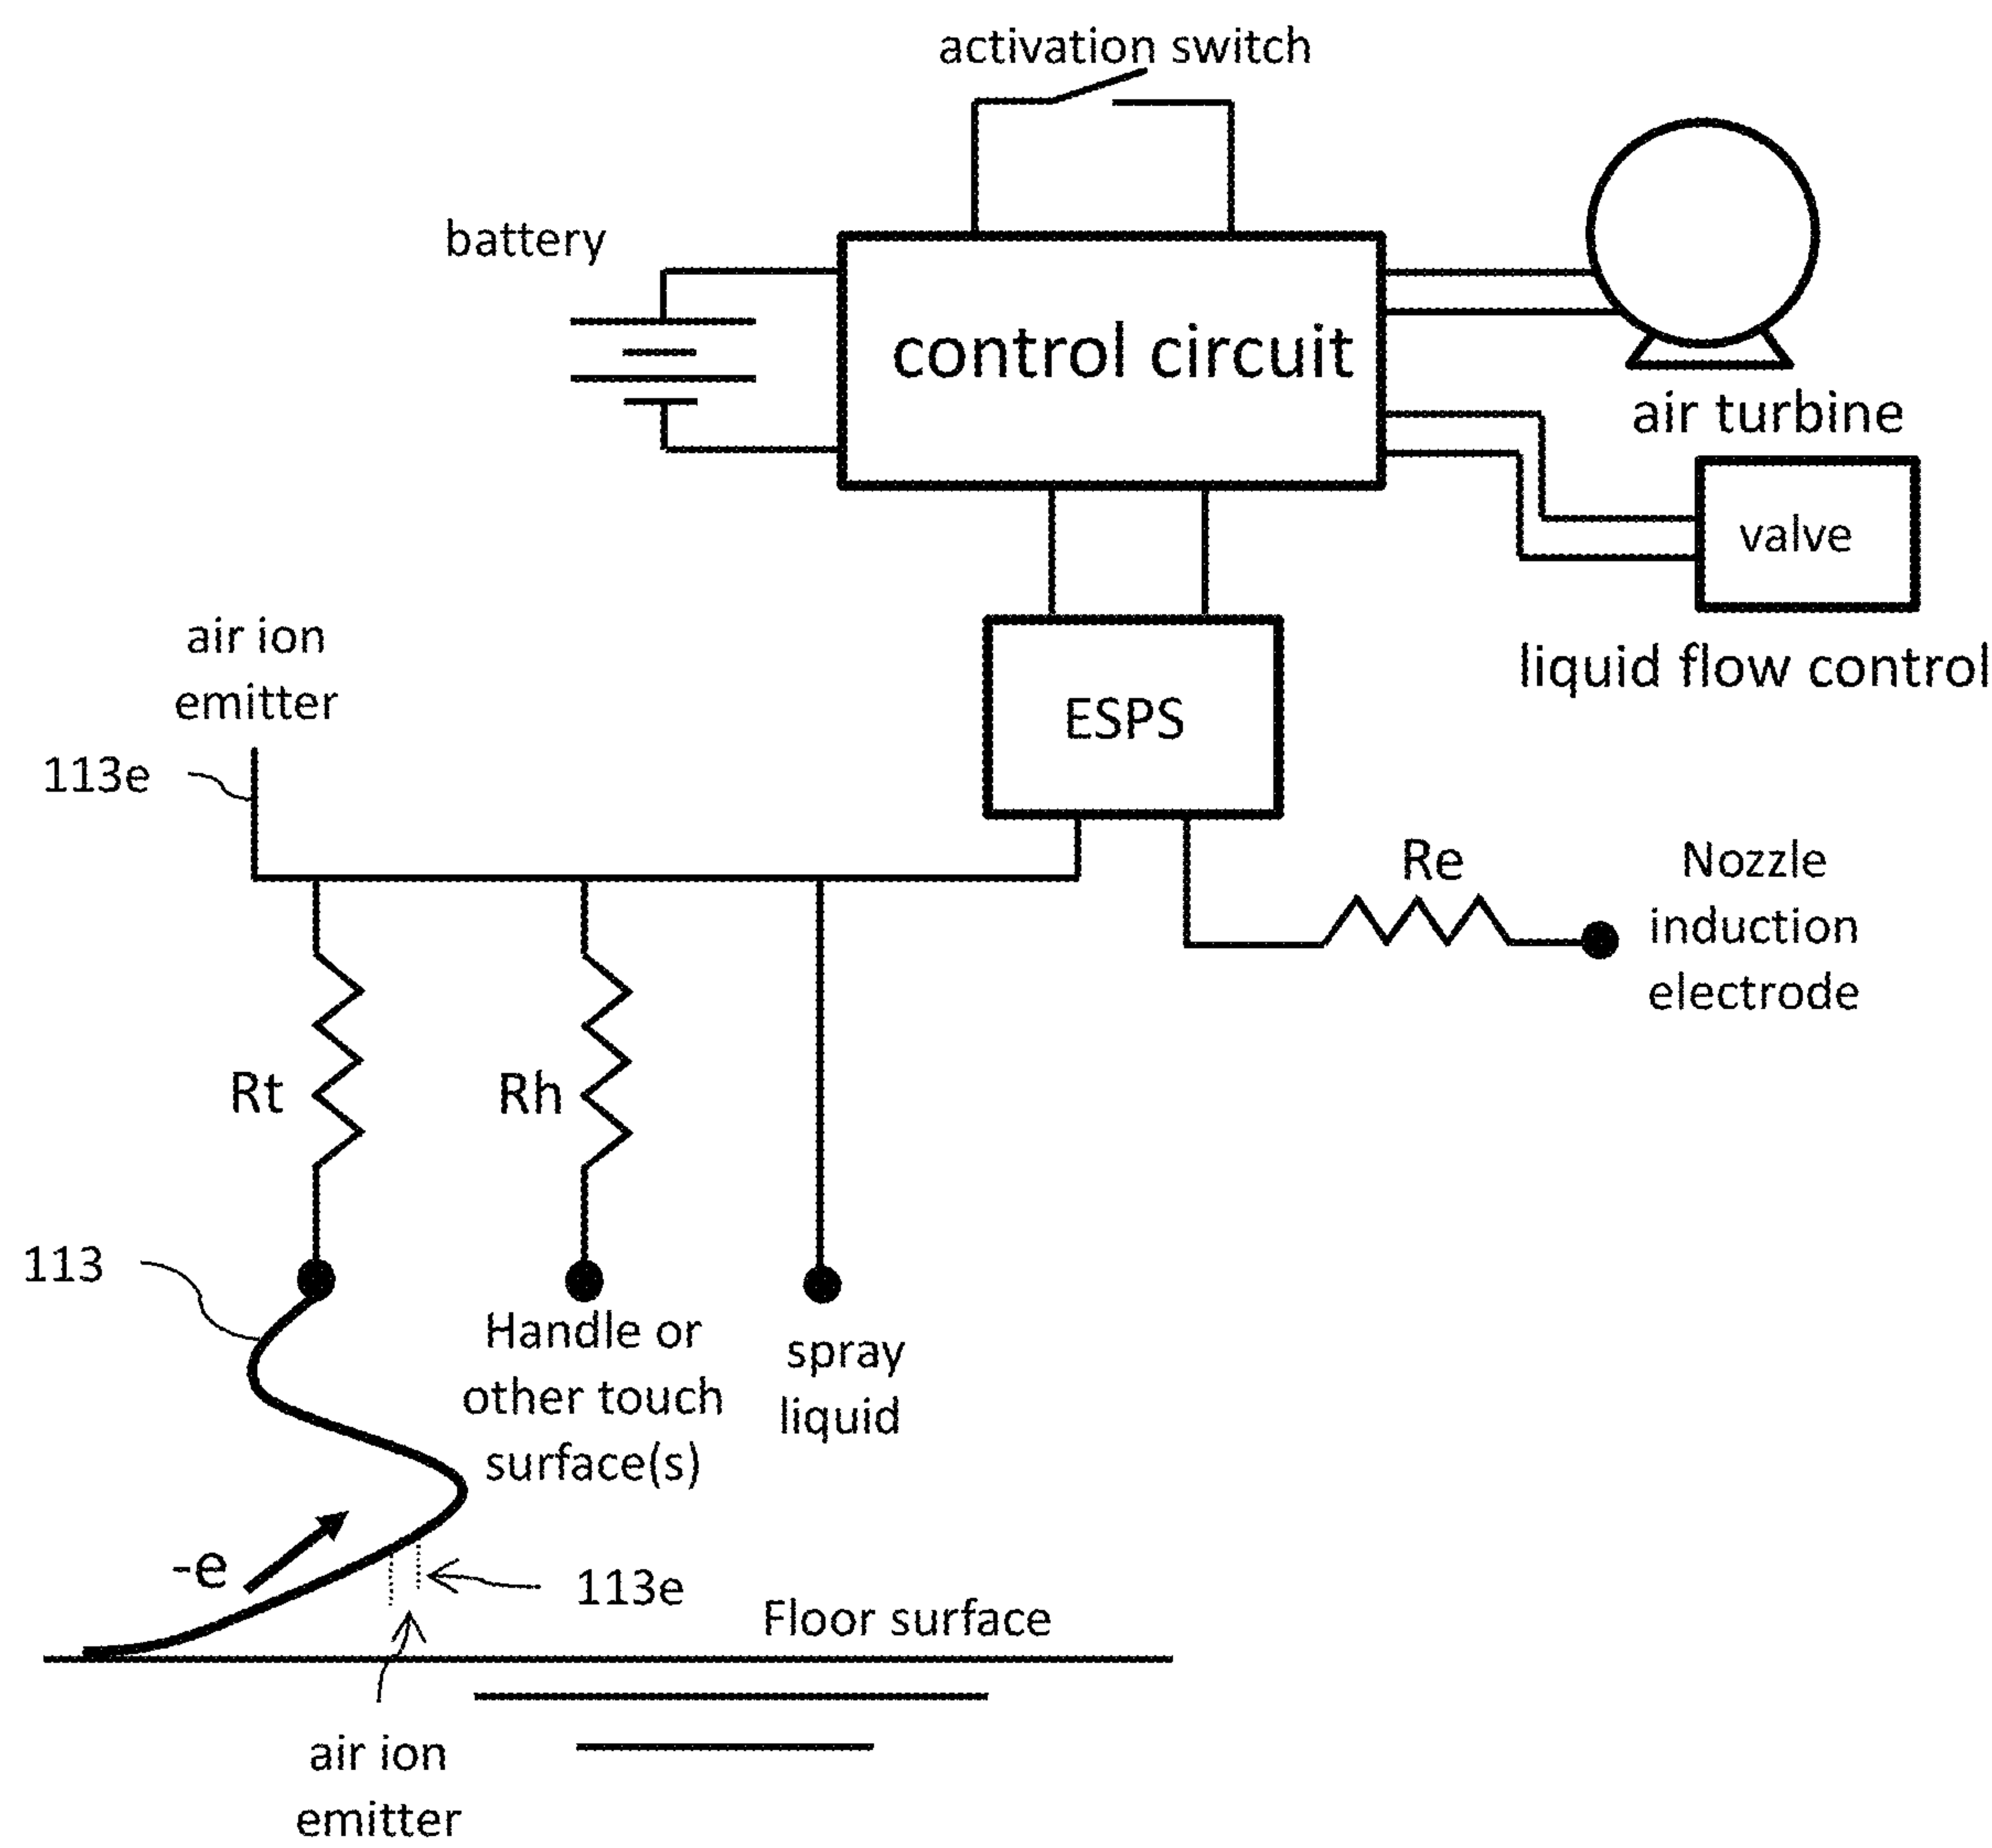 activation switch
battery
control circuit
air turbine
valve
liquid flow control
ESPS
air ion
emitter
113e
Re
Nozzle
induction
electrode
Rt
Rh
113
Handle or
other touch
surface(s)
spray
liquid
-e
113e
Floor surface
air ion
emitter